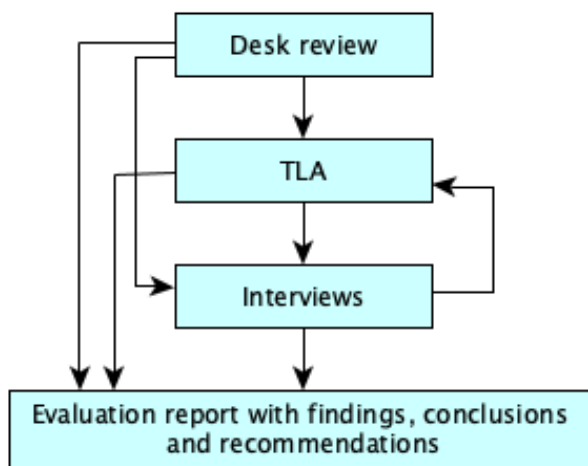 Desk review
TLA
Interviews
Evaluation report with findings, conclusions
and recommendations